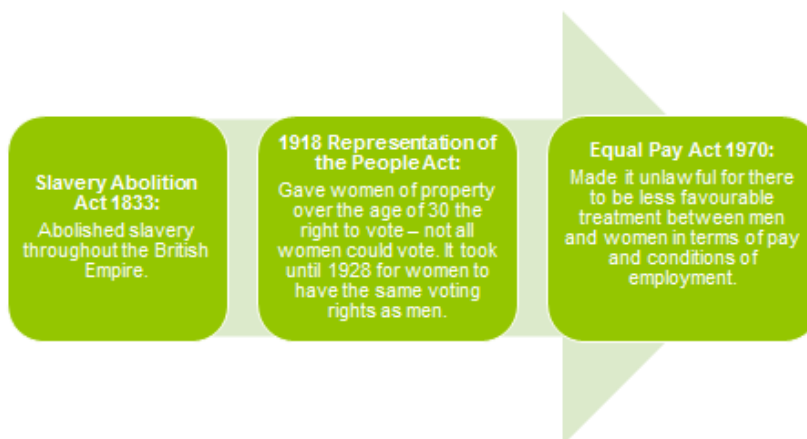 Slavery Abolition
Act 1833:
Abolished slavery
throughout the British
Empire.
1918 Representation of
the People Act:
Gave women of property
over the age of 30 the
right to vote – not all
women could vote. It took
until 1928 for women to
have the same voting
rights as men.
Equal Pay Act 1970:
Made it unlawful for there
to be less favourable
treatment between men
and women in terms of pay
and conditions of
employment.